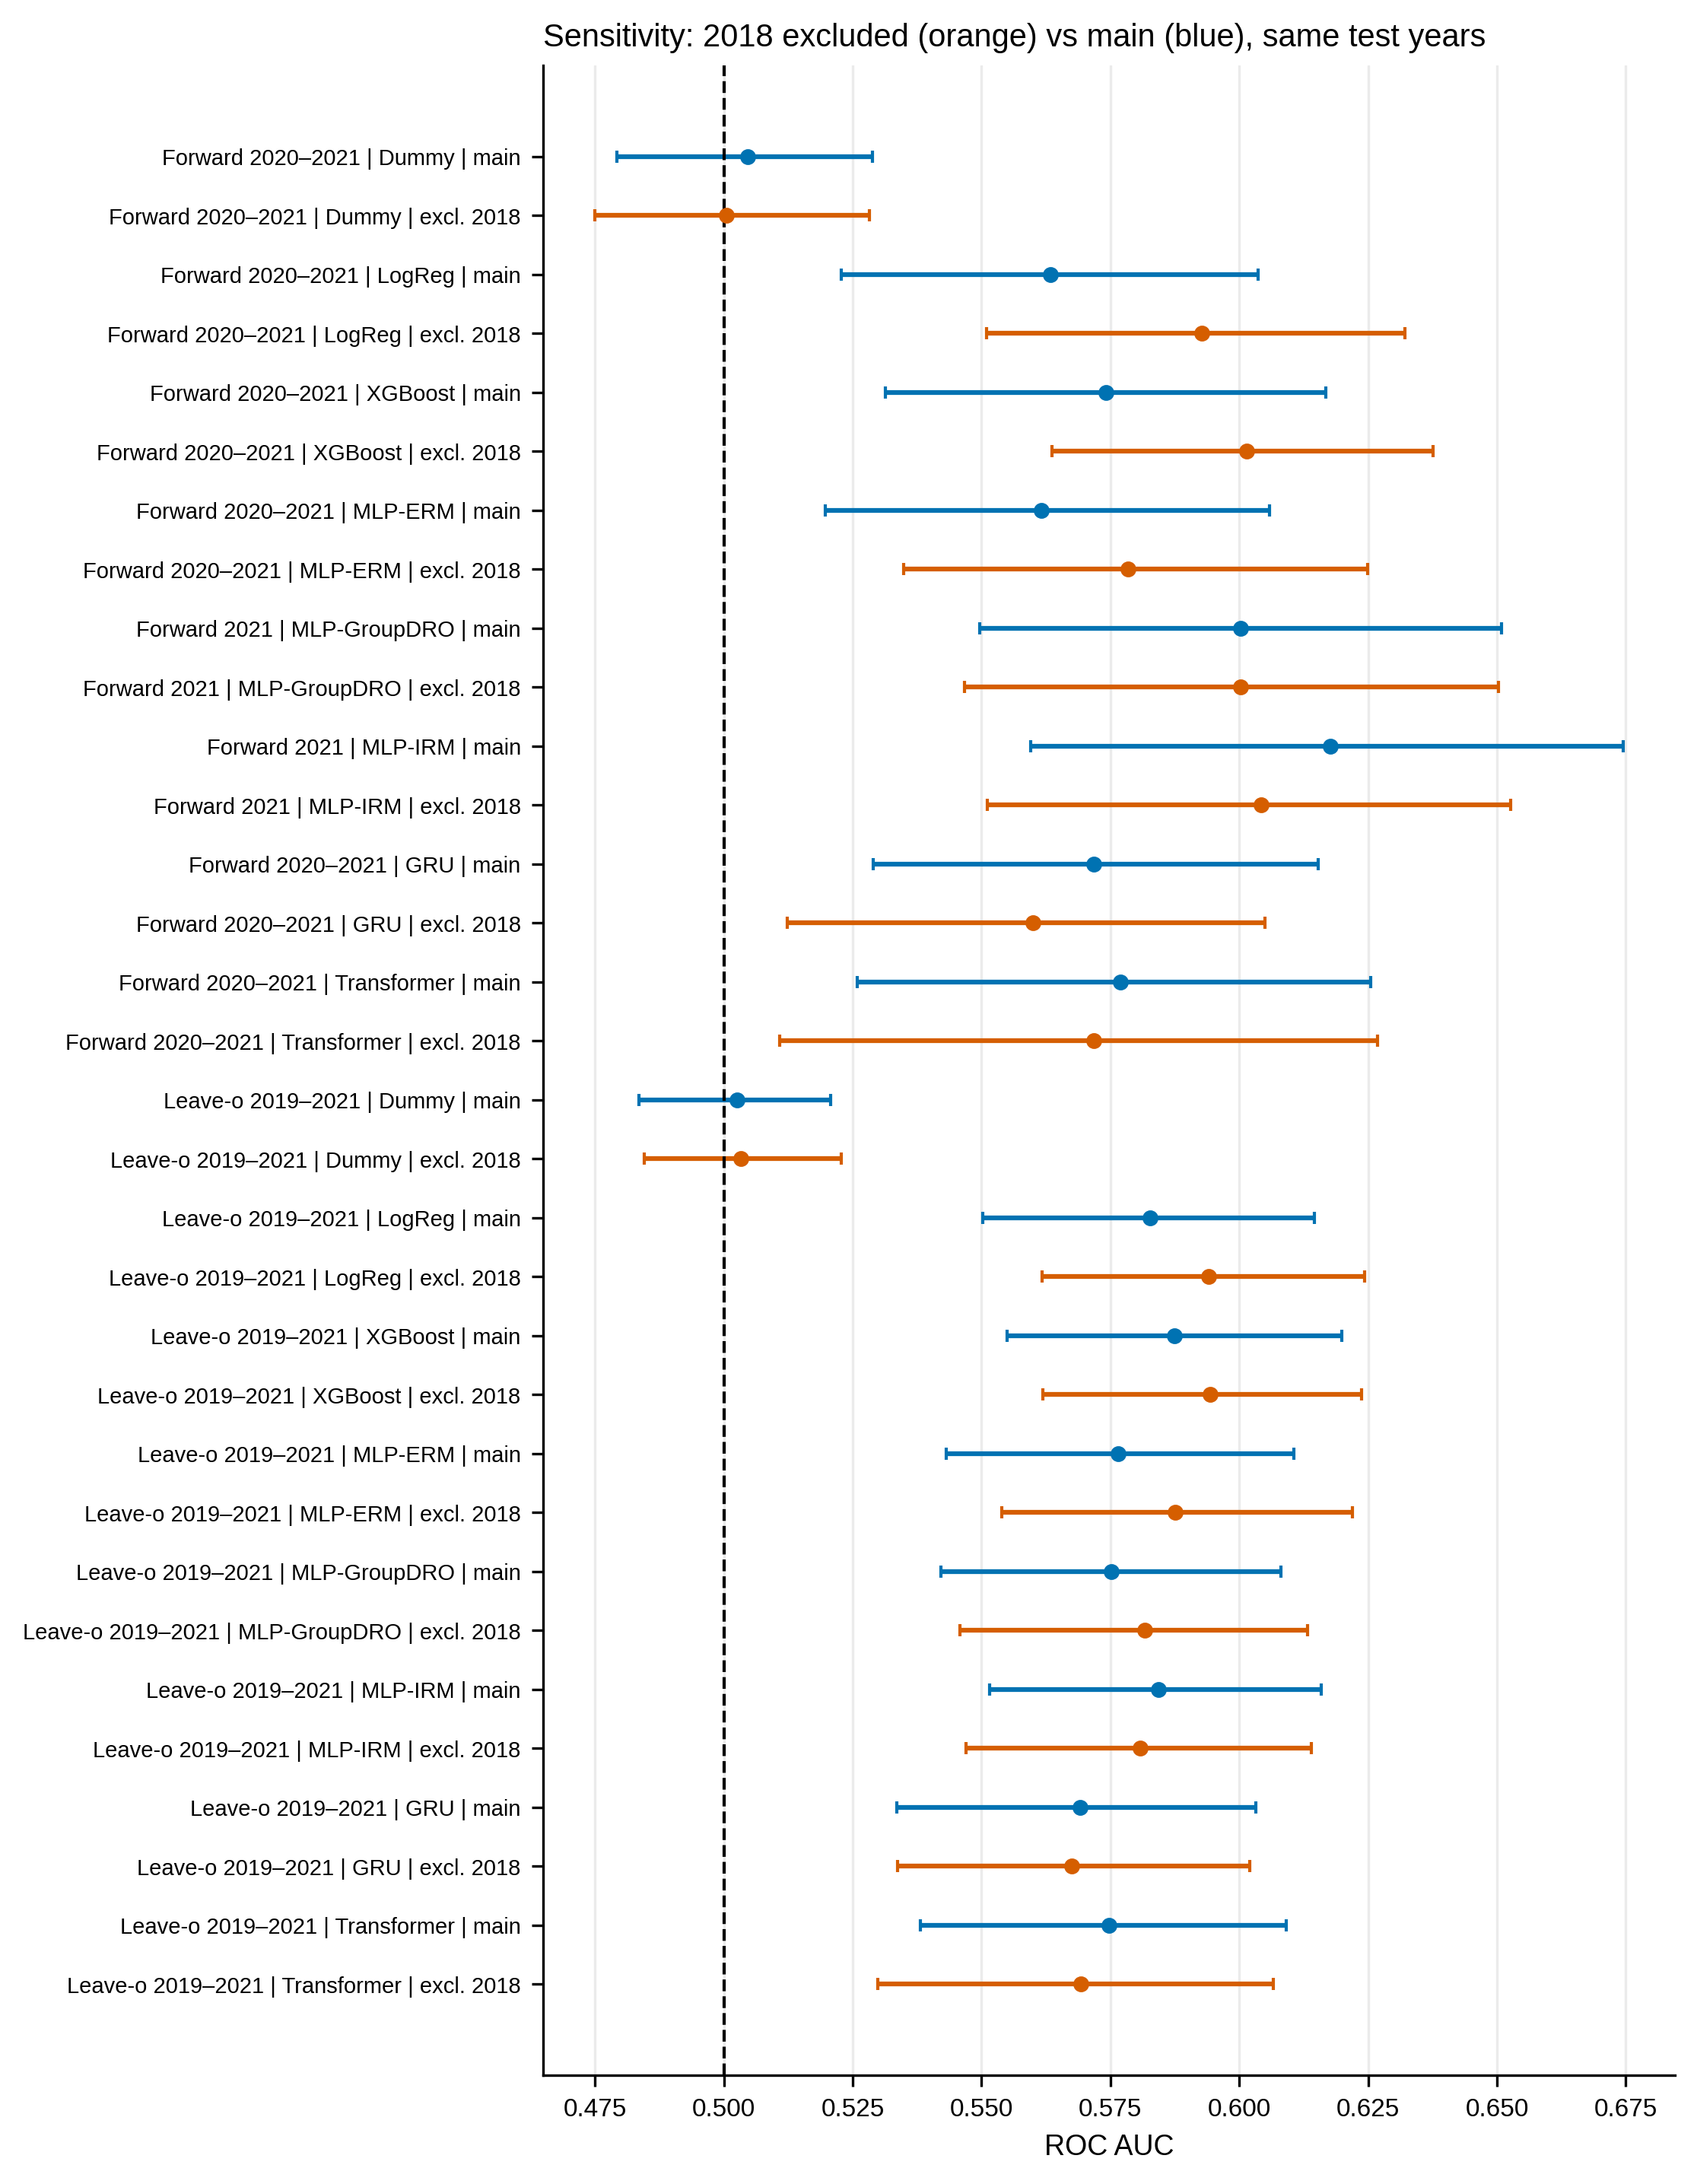 Sensitivity: 2018 excluded (orange) vs main (blue), same test years
Forward 2020–2021 | Dummy | main
Forward 2020–2021 | Dummy | excl. 2018
Forward 2020–2021 | LogReg | main
Forward 2020–2021 | LogReg | excl. 2018
Forward 2020–2021 | XGBoost | main
Forward 2020–2021 | XGBoost | excl. 2018
Forward 2020–2021 | MLP-ERM | main
Forward 2020–2021 | MLP-ERM | excl. 2018
Forward 2021 | MLP-GroupDRO | main
Forward 2021 | MLP-GroupDRO | excl. 2018
Forward 2021 | MLP-IRM | main
Forward 2021 | MLP-IRM | excl. 2018
Forward 2020–2021 | GRU | main
Forward 2020–2021 | GRU | excl. 2018
Forward 2020–2021 | Transformer | main
Forward 2020–2021 | Transformer | excl. 2018
Leave-o 2019–2021 | Dummy | main
Leave-o 2019–2021 | Dummy | excl. 2018
Leave-o 2019–2021 | LogReg | main
Leave-o 2019–2021 | LogReg | excl. 2018
Leave-o 2019–2021 | XGBoost | main
Leave-o 2019–2021 | XGBoost | excl. 2018
Leave-o 2019–2021 | MLP-ERM | main
Leave-o 2019–2021 | MLP-ERM | excl. 2018
Leave-o 2019–2021 | MLP-GroupDRO | main
Leave-o 2019–2021 | MLP-GroupDRO | excl. 2018
Leave-o 2019–2021 | MLP-IRM | main
Leave-o 2019–2021 | MLP-IRM | excl. 2018
Leave-o 2019–2021 | GRU | main
Leave-o 2019–2021 | GRU | excl. 2018
Leave-o 2019–2021 | Transformer | main
Leave-o 2019–2021 | Transformer | excl. 2018
0.475 0.500 0.525 0.550 0.575 0.600 0.625 0.650 0.675
ROC AUC